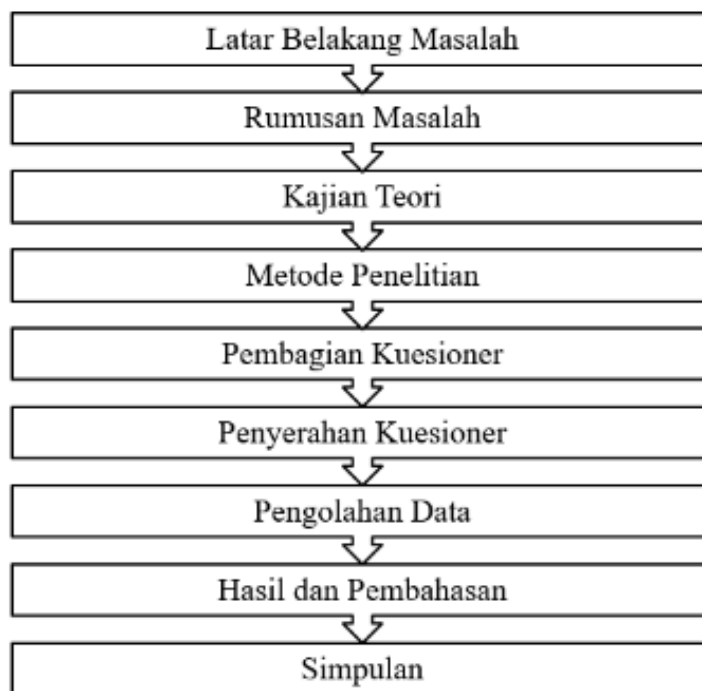 Latar Belakang Masalah
Rumusan Masalah
Kajian Teori
Metode Penelitian
Pembagian Kuesioner
Penyerahan Kuesioner
Pengolahan Data
Hasil dan Pembahasan
Simpulan